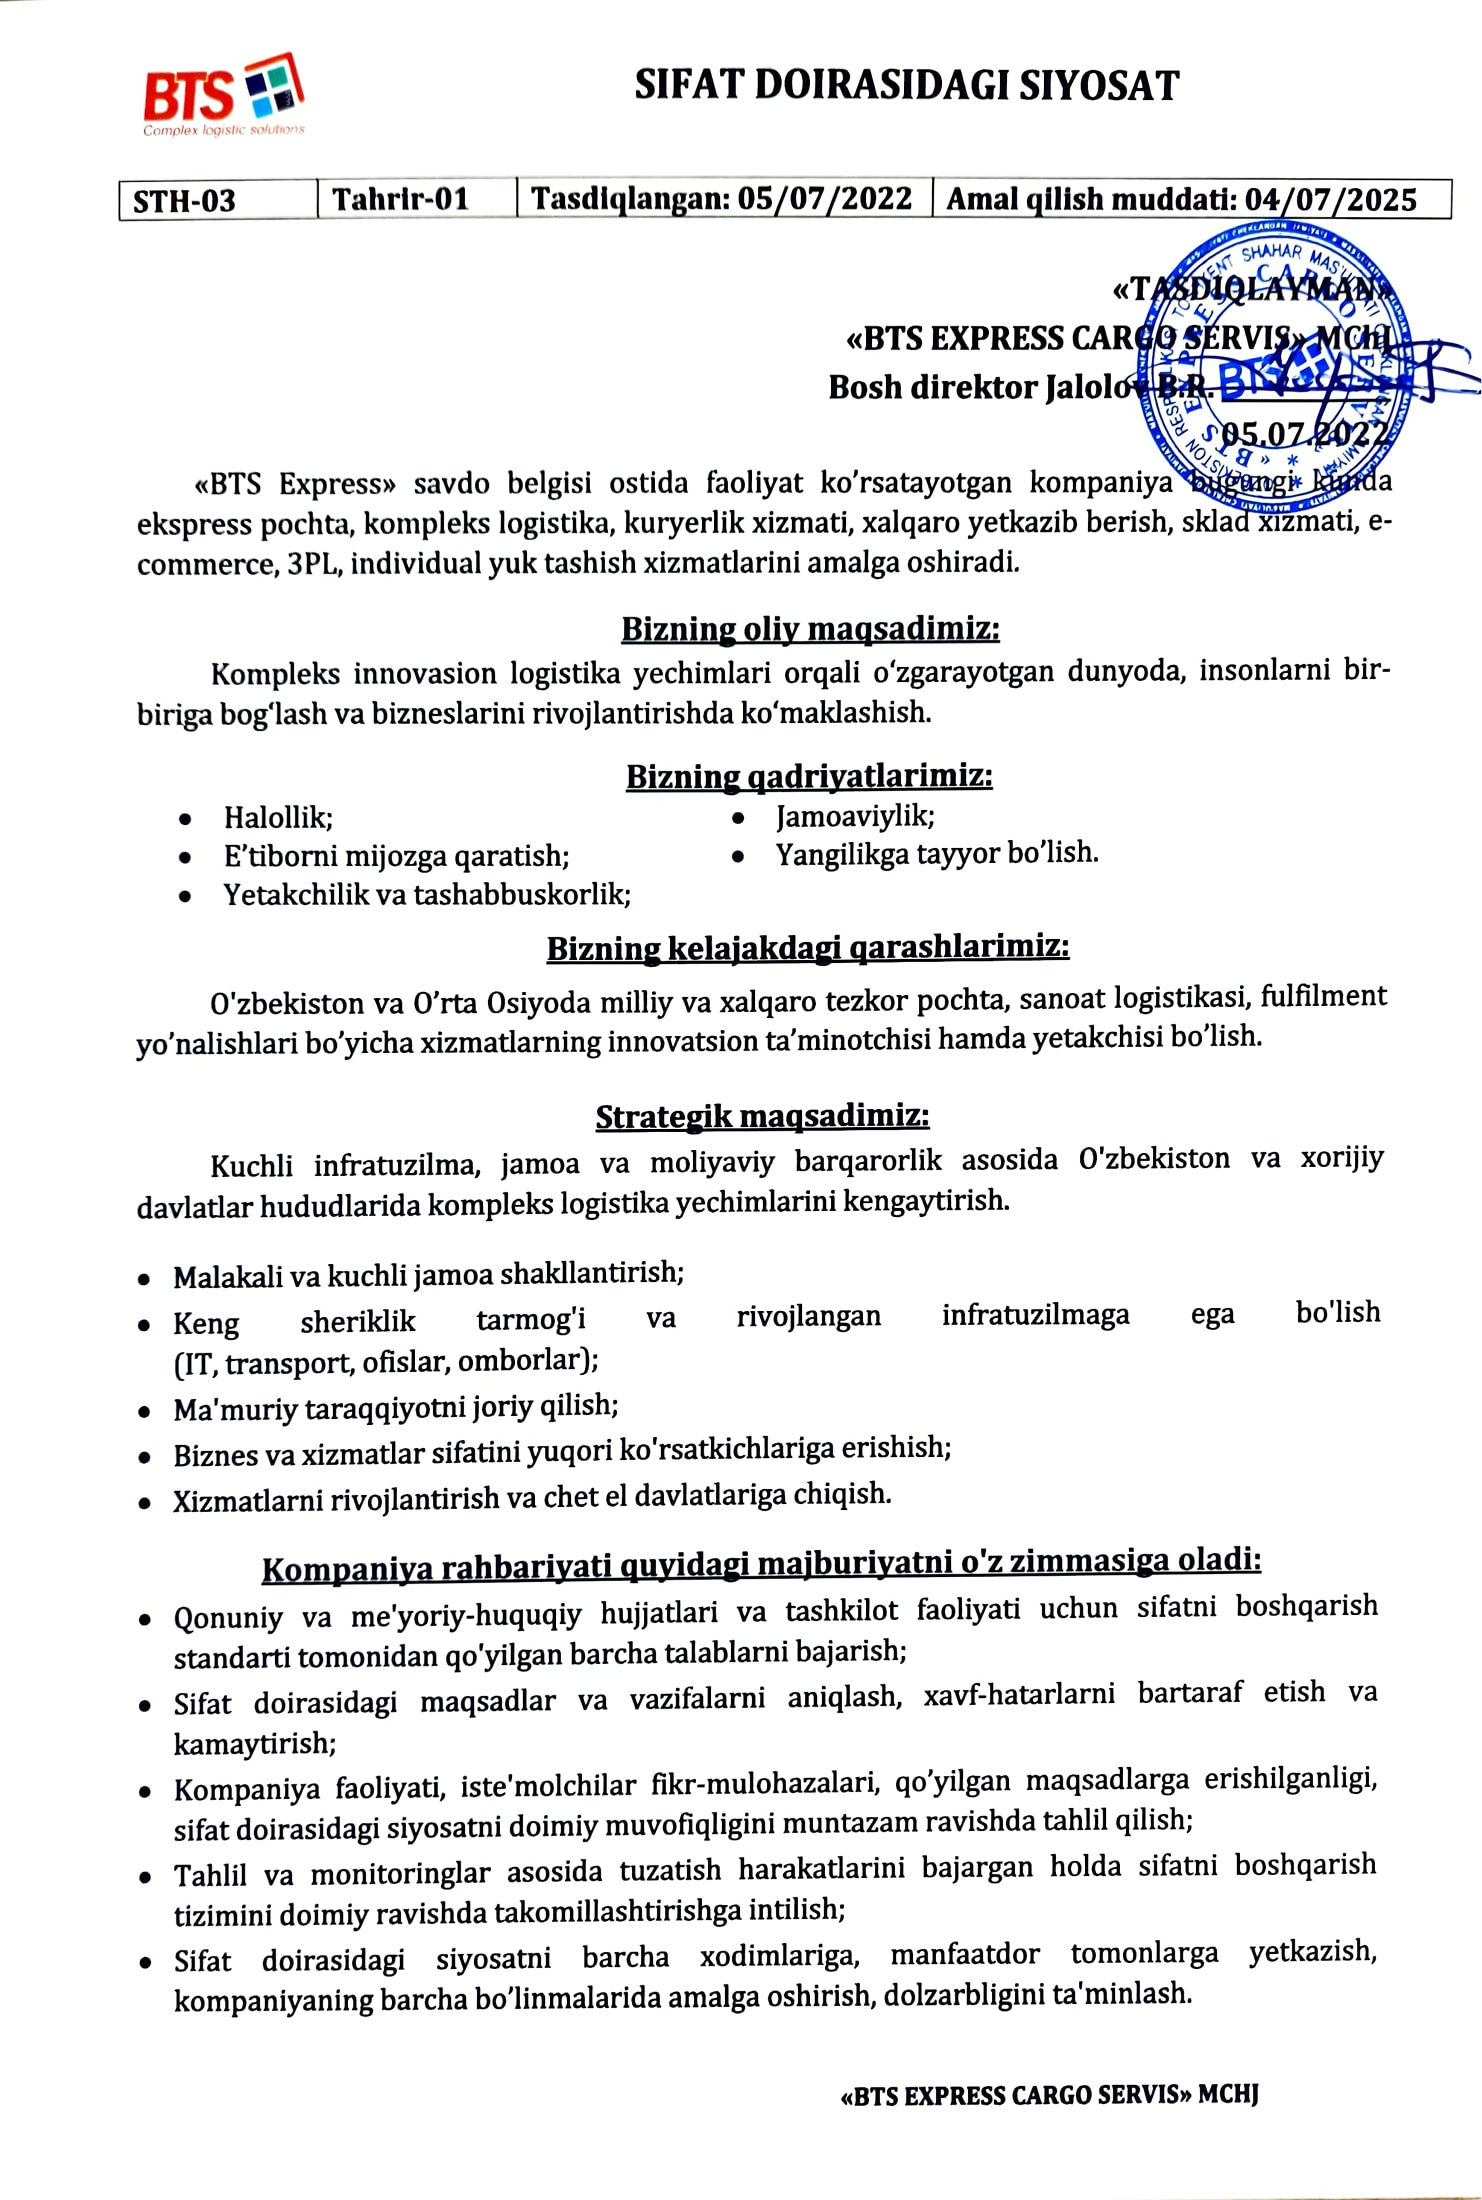 BTS
Complex logistic solutions
SIFAT DOIRASIDAGI SIYOSAT
STH-03 Tahrir-01 Tasdiqlangan: 05/07/2022 Amal qilish muddati: 04/07/2025
«TASDIQLAYMAN»
«BTS EXPRESS CARGO SERVIS» MChJ
Bosh direktor Jalolov B.R.
05.07.2022
«BTS Express» savdo belgisi ostida faoliyat ko’rsatayotgan kompaniya bugungi kunda
ekspress pochta, kompleks logistika, kuryerlik xizmati, xalqaro yetkazib berish, sklad xizmati, e-
commerce, 3PL, individual yuk tashish xizmatlarini amalga oshiradi.
Bizning oliy maqsadimiz:
Kompleks innovasion logistika yechimlari orqali o‘zgarayotgan dunyoda, insonlarni bir-
biriga bog‘lash va bizneslarini rivojlantirishda ko‘maklashish.
Bizning qadriyatlarimiz:
• Halollik;
• E’tiborni mijozga qaratish;
• Yetakchilik va tashabbuskorlik;
• Jamoaviylik;
• Yangilikga tayyor bo’lish.
Bizning kelajakdagi qarashlarimiz:
O'zbekiston va O’rta Osiyoda milliy va xalqaro tezkor pochta, sanoat logistikasi, fulfilment
yo’nalishlari bo’yicha xizmatlarning innovatsion ta’minotchisi hamda yetakchisi bo’lish.
Strategik maqsadimiz:
Kuchli infratuzilma, jamoa va moliyaviy barqarorlik asosida O'zbekiston va xorijiy
davlatlar hududlarida kompleks logistika yechimlarini kengaytirish.
• Malakali va kuchli jamoa shakllantirish;
• Keng sheriklik tarmog'i va rivojlangan infratuzilmaga ega bo'lish
(IT, transport, ofislar, omborlar);
• Ma'muriy taraqqiyotni joriy qilish;
• Biznes va xizmatlar sifatini yuqori ko'rsatkichlariga erishish;
• Xizmatlarni rivojlantirish va chet el davlatlariga chiqish.
Kompaniya rahbariyati quyidagi majburiyatni o'z zimmasiga oladi:
• Qonuniy va me'yoriy-huquqiy hujjatlari va tashkilot faoliyati uchun sifatni boshqarish
standarti tomonidan qo'yilgan barcha talablarni bajarish;
• Sifat doirasidagi maqsadlar va vazifalarni aniqlash, xavf-hatarlarni bartaraf etish va
kamaytirish;
• Kompaniya faoliyati, iste'molchilar fikr-mulohazalari, qo’yilgan maqsadlarga erishilganligi,
sifat doirasidagi siyosatni doimiy muvofiqligini muntazam ravishda tahlil qilish;
• Tahlil va monitoringlar asosida tuzatish harakatlarini bajargan holda sifatni boshqarish
tizimini doimiy ravishda takomillashtirishga intilish;
• Sifat doirasidagi siyosatni barcha xodimlariga, manfaatdor tomonlarga yetkazish,
kompaniyaning barcha bo’linmalarida amalga oshirish, dolzarbligini ta'minlash.
«BTS EXPRESS CARGO SERVIS» MCHJ